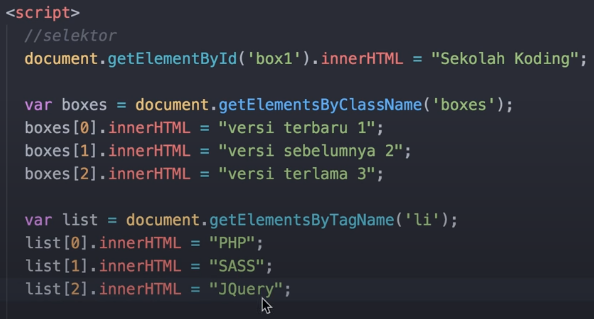 <script>
//selektor
document.getElementById('box1').innerHTML = "Sekolah Koding";
var boxes = document.getElementsByClassName('boxes');
boxes[0].innerHTML = "versi terbaru 1";
boxes[1].innerHTML = "versi sebelumnya 2";
boxes[2].innerHTML = "versi terlama 3";
var list = document.getElementsByTagName('li');
list[0].innerHTML = "PHP";
list[1].innerHTML = "SASS";
list[2].innerHTML = "JQuery";